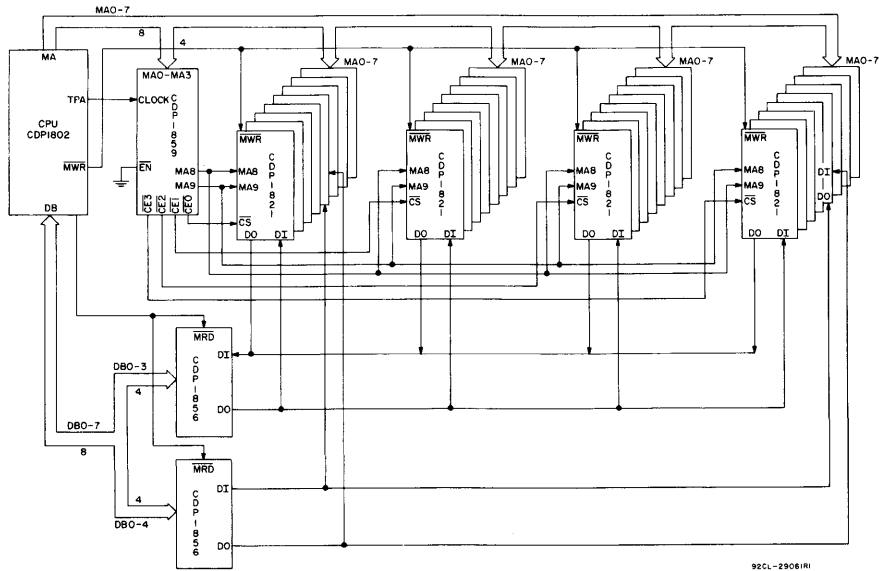 MA0-7
8
4
MA
CPU
CDP1802
TPA
MWR
DB
MA0-MA3
CLOCK
CDP1859
EN
MA8
MA9
CE3
CE2
CE1
CE0
MA0-7
MWR
CDP1821
MA8
MA9
CS
DO
DI
MA0-7
MWR
CDP1821
MA8
MA9
CS
DO
DI
MA0-7
MWR
CDP1821
MA8
MA9
CS
DO
DI
MA0-7
MWR
CDP1821
MA8
MA9
CS
DO
DI
DI
DO
MRD
CDP1856
DI
DO
DB0-3
4
DB0-7
8
4
DB0-4
MRD
CDP1856
DI
DO
92CL-29061R1